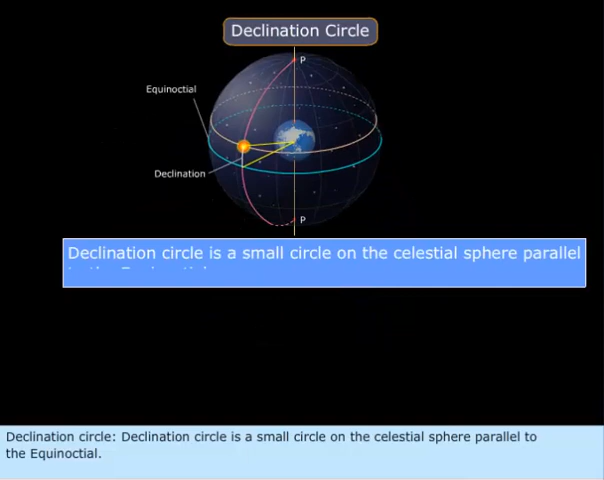 Declination Circle
P
Equinoctial
Declination
P
Declination circle is a small circle on the celestial sphere parallel
Declination circle: Declination circle is a small circle on the celestial sphere parallel to
the Equinoctial.